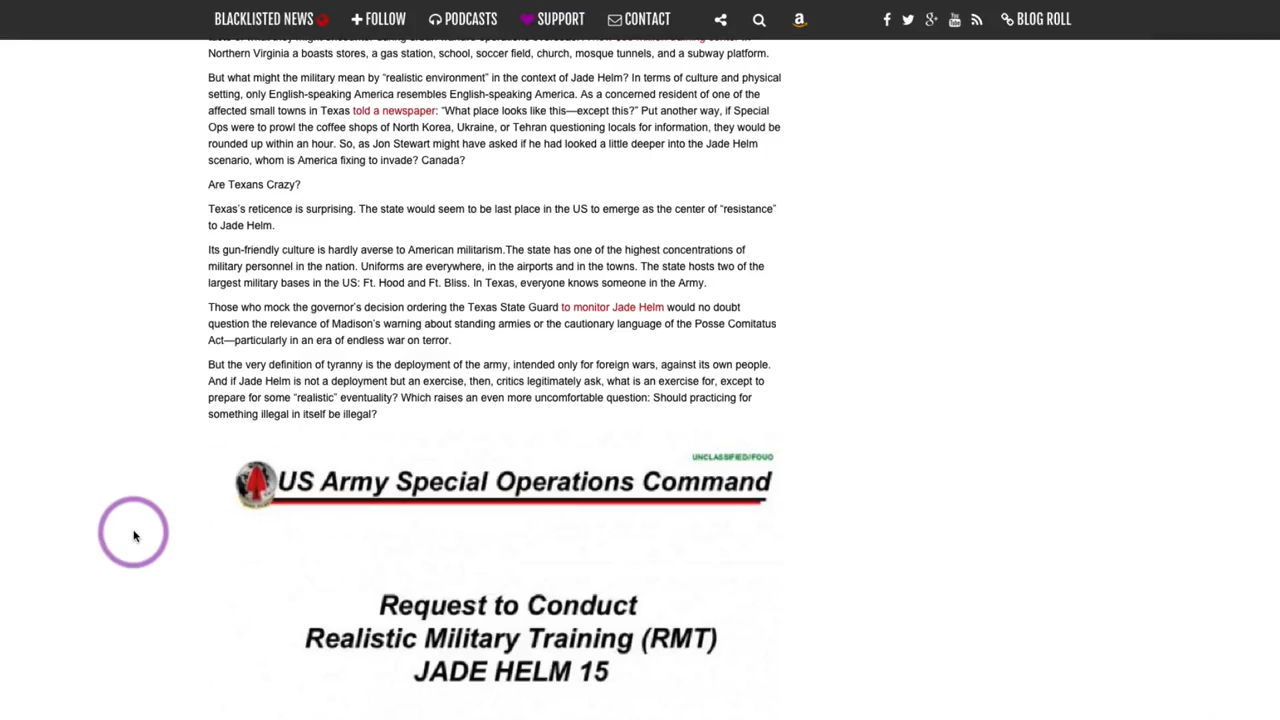 BLACKLISTED NEWS FOLLOW PODCASTS SUPPORT CONTACT BLOG ROLL
Northern Virginia a boasts stores, a gas station, school, soccer field, church, mosque tunnels, and a subway platform.
But what might the military mean by “realistic environment” in the context of Jade Helm? In terms of culture and physical
setting, only English-speaking America resembles English-speaking America. As a concerned resident of one of the
affected small towns in Texas told a newspaper: “What place looks like this—except this?” Put another way, if Special
Ops were to prowl the coffee shops of North Korea, Ukraine, or Tehran questioning locals for information, they would be
rounded up within an hour. So, as Jon Stewart might have asked if he had looked a little deeper into the Jade Helm
scenario, whom is America fixing to invade? Canada?
Are Texans Crazy?
Texas’s reticence is surprising. The state would seem to be last place in the US to emerge as the center of “resistance”
to Jade Helm.
Its gun-friendly culture is hardly averse to American militarism.The state has one of the highest concentrations of
military personnel in the nation. Uniforms are everywhere, in the airports and in the towns. The state hosts two of the
largest military bases in the US: Ft. Hood and Ft. Bliss. In Texas, everyone knows someone in the Army.
Those who mock the governor’s decision ordering the Texas State Guard to monitor Jade Helm would no doubt
question the relevance of Madison’s warning about standing armies or the cautionary language of the Posse Comitatus
Act—particularly in an era of endless war on terror.
But the very definition of tyranny is the deployment of the army, intended only for foreign wars, against its own people.
And if Jade Helm is not a deployment but an exercise, then, critics legitimately ask, what is an exercise for, except to
prepare for some “realistic” eventuality? Which raises an even more uncomfortable question: Should practicing for
something illegal in itself be illegal?
UNCLASSIFIED/FOUO
US Army Special Operations Command
Request to Conduct
Realistic Military Training (RMT)
JADE HELM 15